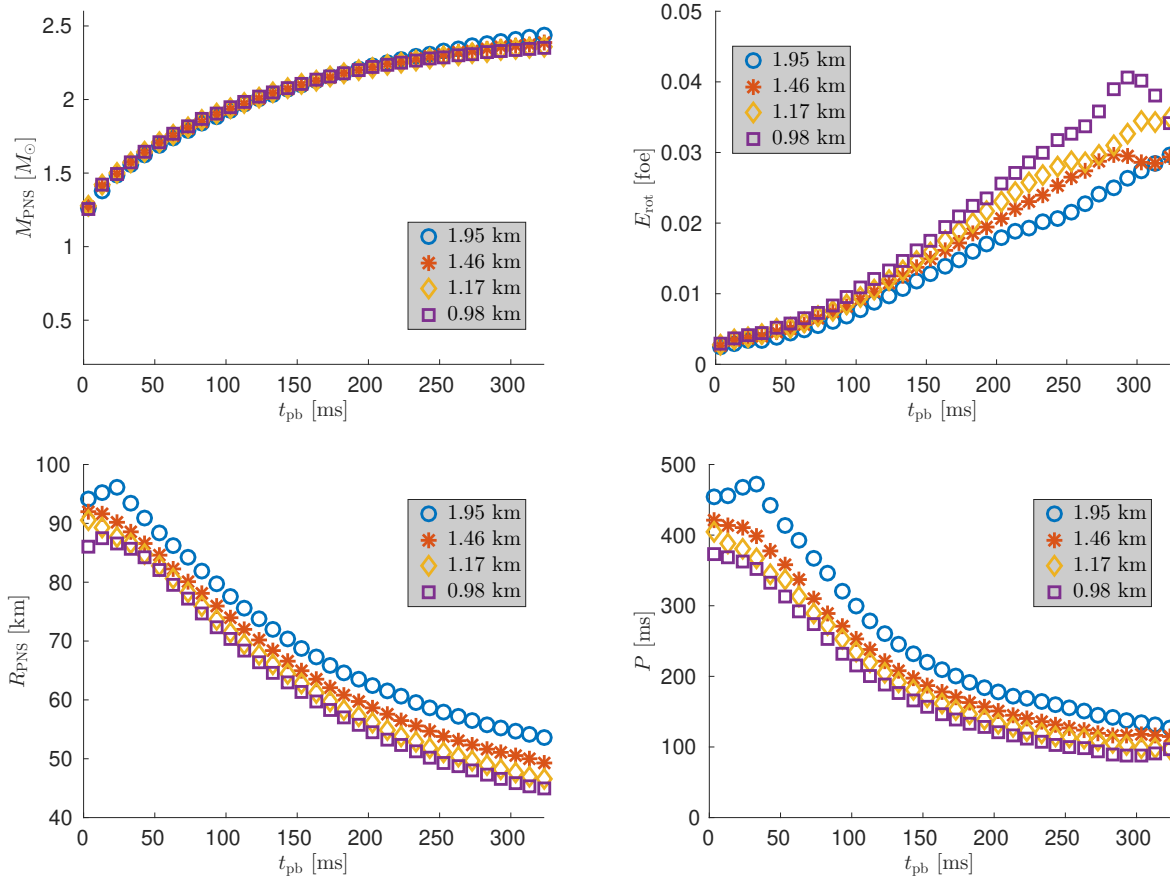 2.5
2
1.5
1
0.5
M_PNS [M_⊙]
1.95 km
1.46 km
1.17 km
0.98 km
0 50 100 150 200 250 300
t_pb [ms]
0.05
0.04
0.03
0.02
0.01
0
E_rot [foe]
1.95 km
1.46 km
1.17 km
0.98 km
0 50 100 150 200 250 300
t_pb [ms]
100
90
80
70
60
50
40
R_PNS [km]
1.95 km
1.46 km
1.17 km
0.98 km
0 50 100 150 200 250 300
t_pb [ms]
500
400
300
200
100
0
P [ms]
1.95 km
1.46 km
1.17 km
0.98 km
0 50 100 150 200 250 300
t_pb [ms]